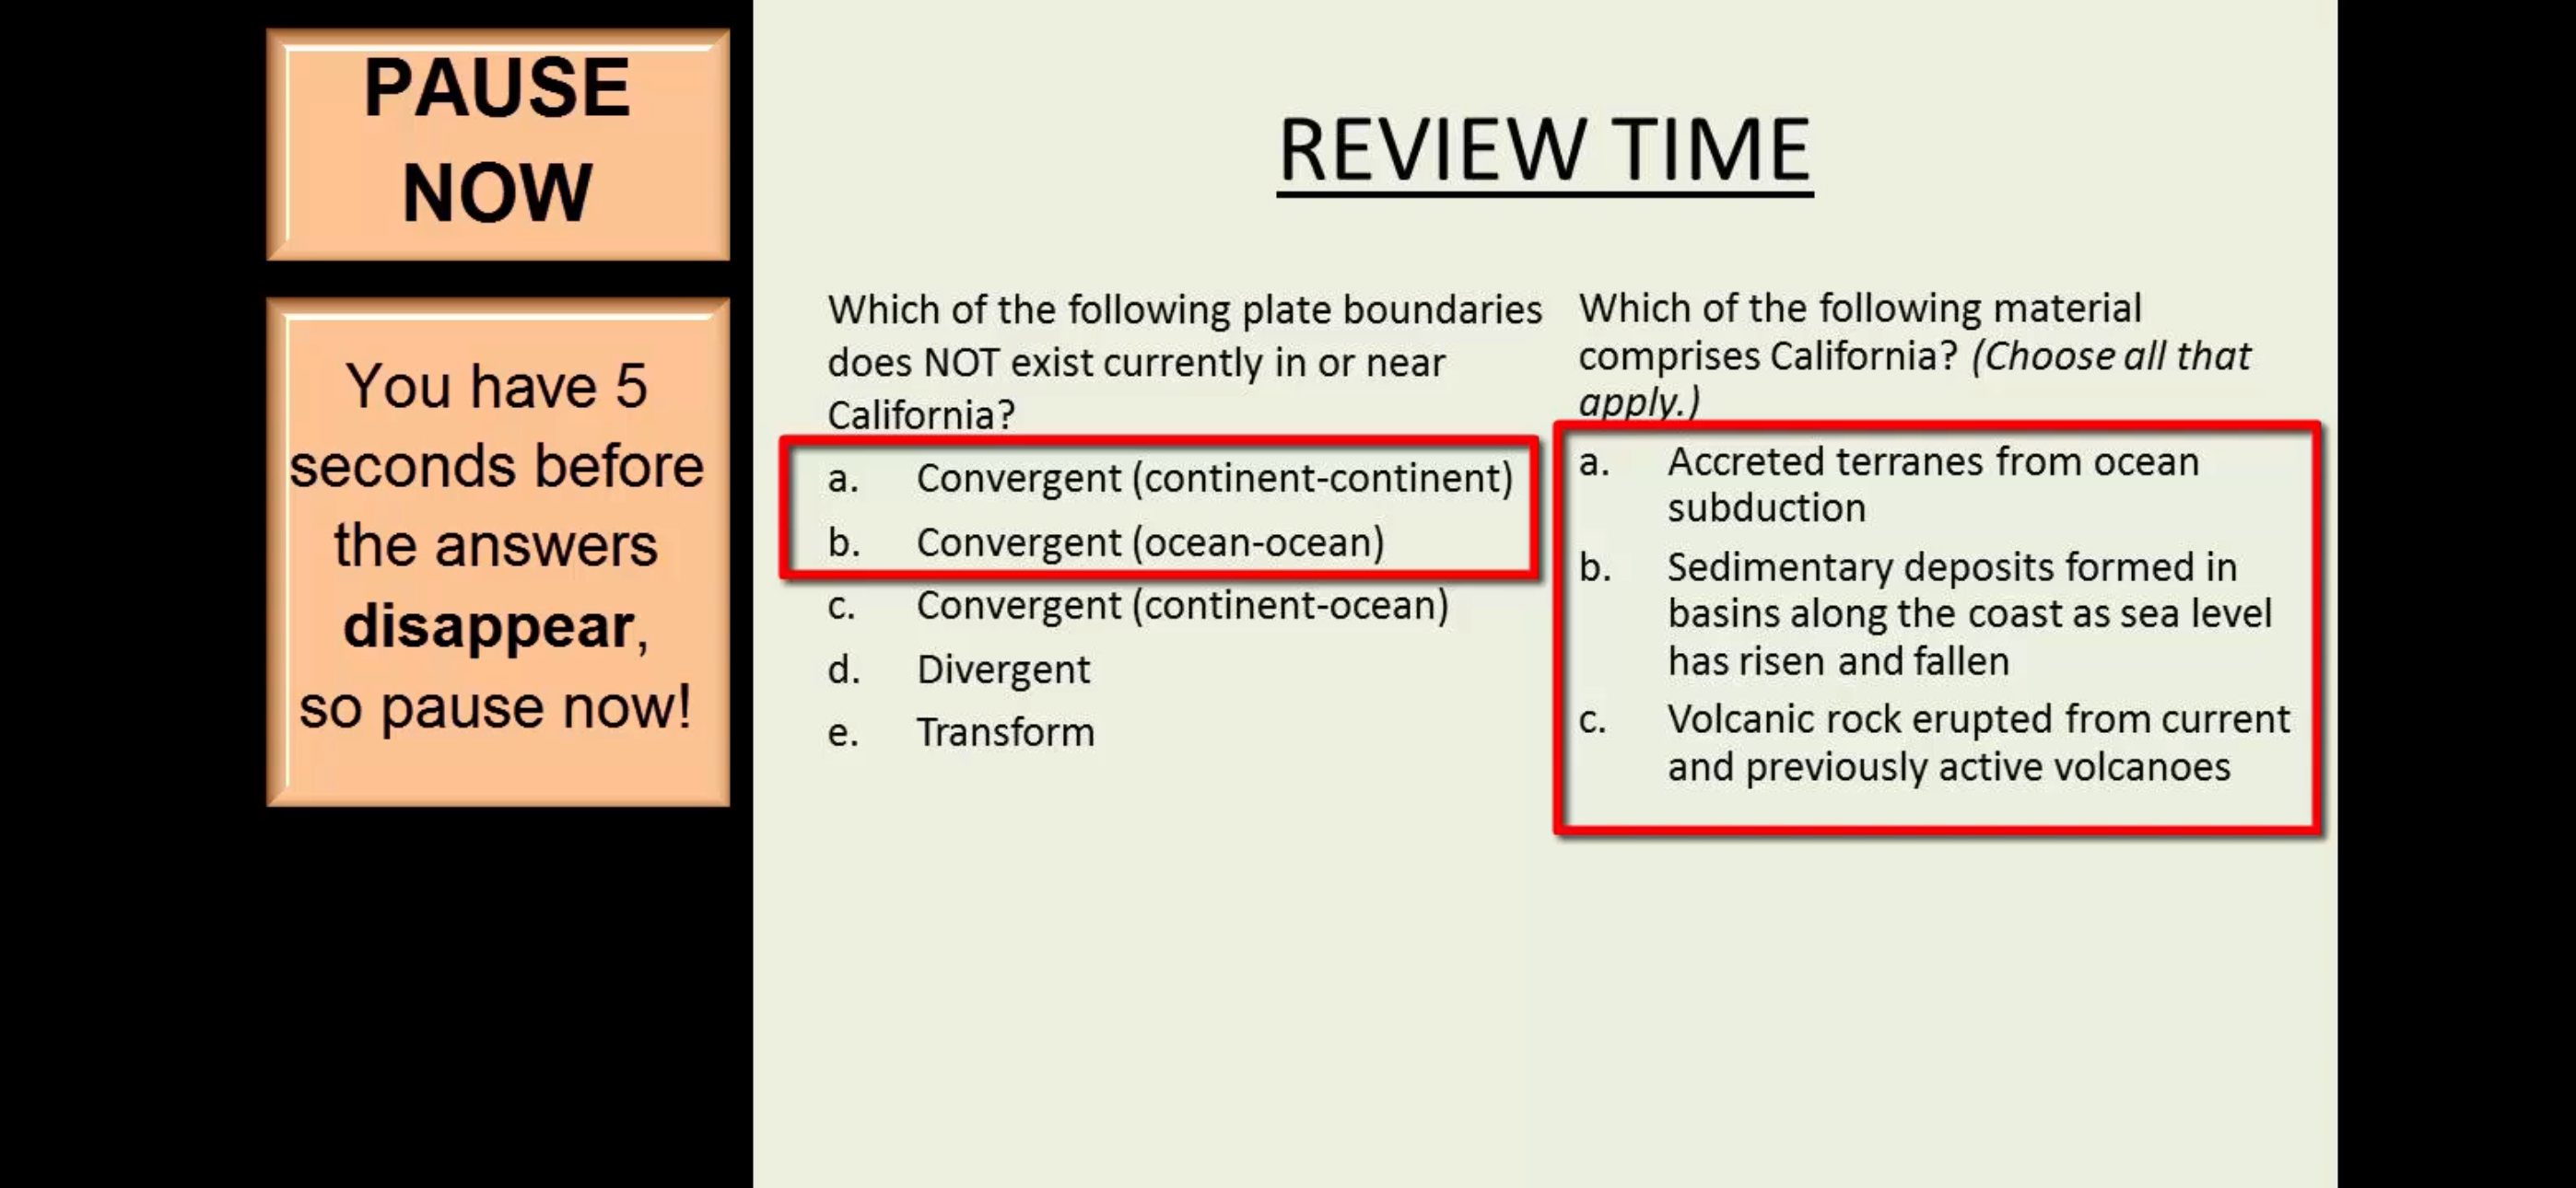 PAUSE
NOW
You have 5
seconds before
the answers
disappear,
so pause now!
REVIEW TIME
Which of the following plate boundaries
does NOT exist currently in or near
California?
a. Convergent (continent-continent)
b. Convergent (ocean-ocean)
c. Convergent (continent-ocean)
d. Divergent
e. Transform
Which of the following material
comprises California? (Choose all that
apply.)
a. Accreted terranes from ocean
subduction
b. Sedimentary deposits formed in
basins along the coast as sea level
has risen and fallen
c. Volcanic rock erupted from current
and previously active volcanoes